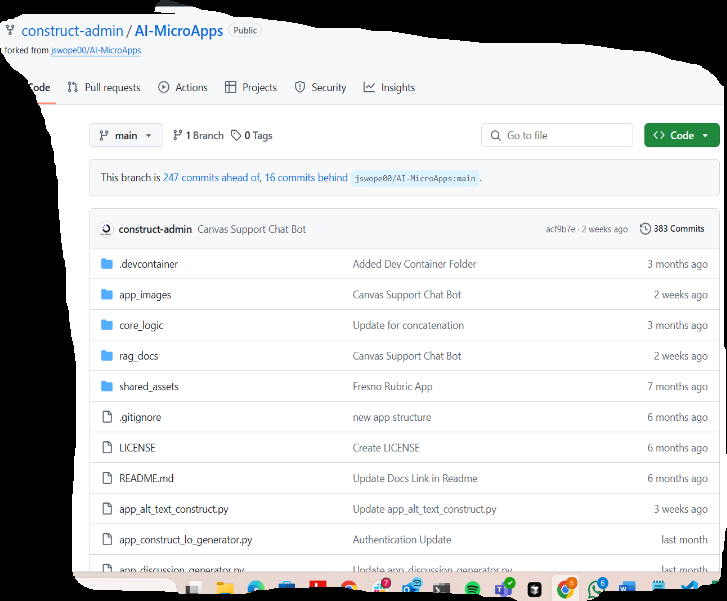 construct-admin / AI-MicroApps Public
forked from jswope00/AI-MicroApps
Code Pull requests Actions Projects Security Insights
main 1 Branch 0 Tags Go to file Code
This branch is 247 commits ahead of, 16 commits behind jswope00/AI-MicroApps:main .
construct-admin Canvas Support Chat Bot acf9b7e · 2 weeks ago 383 Commits
.devcontainer Added Dev Container Folder 3 months ago
app_images Canvas Support Chat Bot 2 weeks ago
core_logic Update for concatenation 3 months ago
rag_docs Canvas Support Chat Bot 2 weeks ago
shared_assets Fresno Rubric App 7 months ago
.gitignore new app structure 6 months ago
LICENSE Create LICENSE 6 months ago
README.md Update Docs Link in Readme 6 months ago
app_alt_text_construct.py Update app_alt_text_construct.py 3 weeks ago
app_construct_lo_generator.py Authentication Update last month
app_discussion_generator.py Update app_discussion_generator.py last month
7 5 6